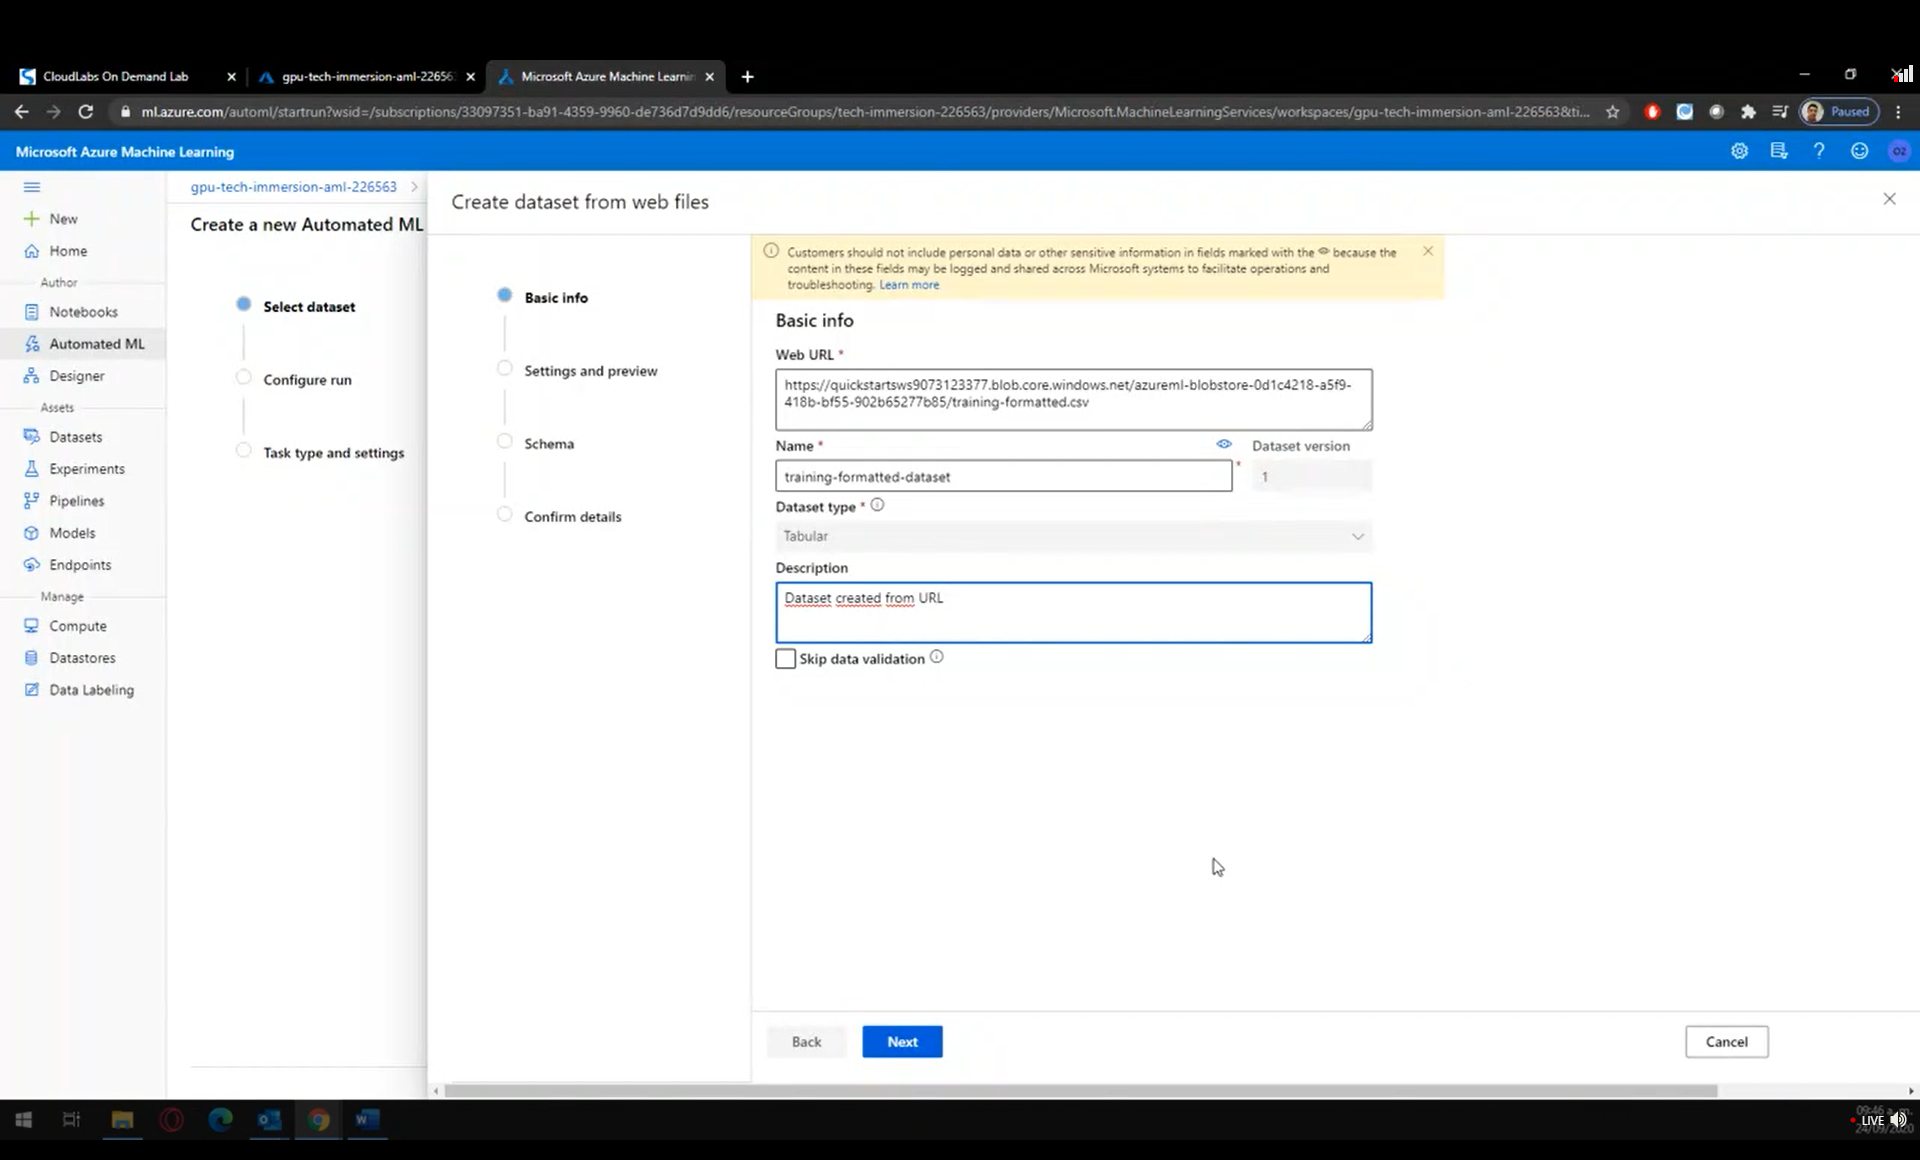 CloudLabs On Demand Lab
gpu-tech-immersion-aml-22656
Microsoft Azure Machine Learnin
ml.azure.com/automl/startrun?wsid=/subscriptions/33097351-ba91-4359-9960-de736d7d9dd6/resourceGroups/tech-immersion-226563/providers/Microsoft.MachineLearningServices/workspaces/gpu-tech-immersion-aml-226563&ti...
Paused
Microsoft Azure Machine Learning
OZ
New
Home
Author
Notebooks
Automated ML
Designer
Assets
Datasets
Experiments
Pipelines
Models
Endpoints
Manage
Compute
Datastores
Data Labeling
gpu-tech-immersion-aml-226563
Create a new Automated ML
Select dataset
Configure run
Task type and settings
Create dataset from web files
Basic info
Settings and preview
Schema
Confirm details
Customers should not include personal data or other sensitive information in fields marked with the because the
content in these fields may be logged and shared across Microsoft systems to facilitate operations and
troubleshooting. Learn more
Basic info
Web URL *
https://quickstartsws9073123377.blob.core.windows.net/azureml-blobstore-0d1c4218-a5f9-
418b-bf55-902b65277b85/training-formatted.csv
Name *
Dataset version
training-formatted-dataset
*
1
Dataset type *
Tabular
Description
Dataset created from URL
Skip data validation
Back
Next
Cancel
LIVE